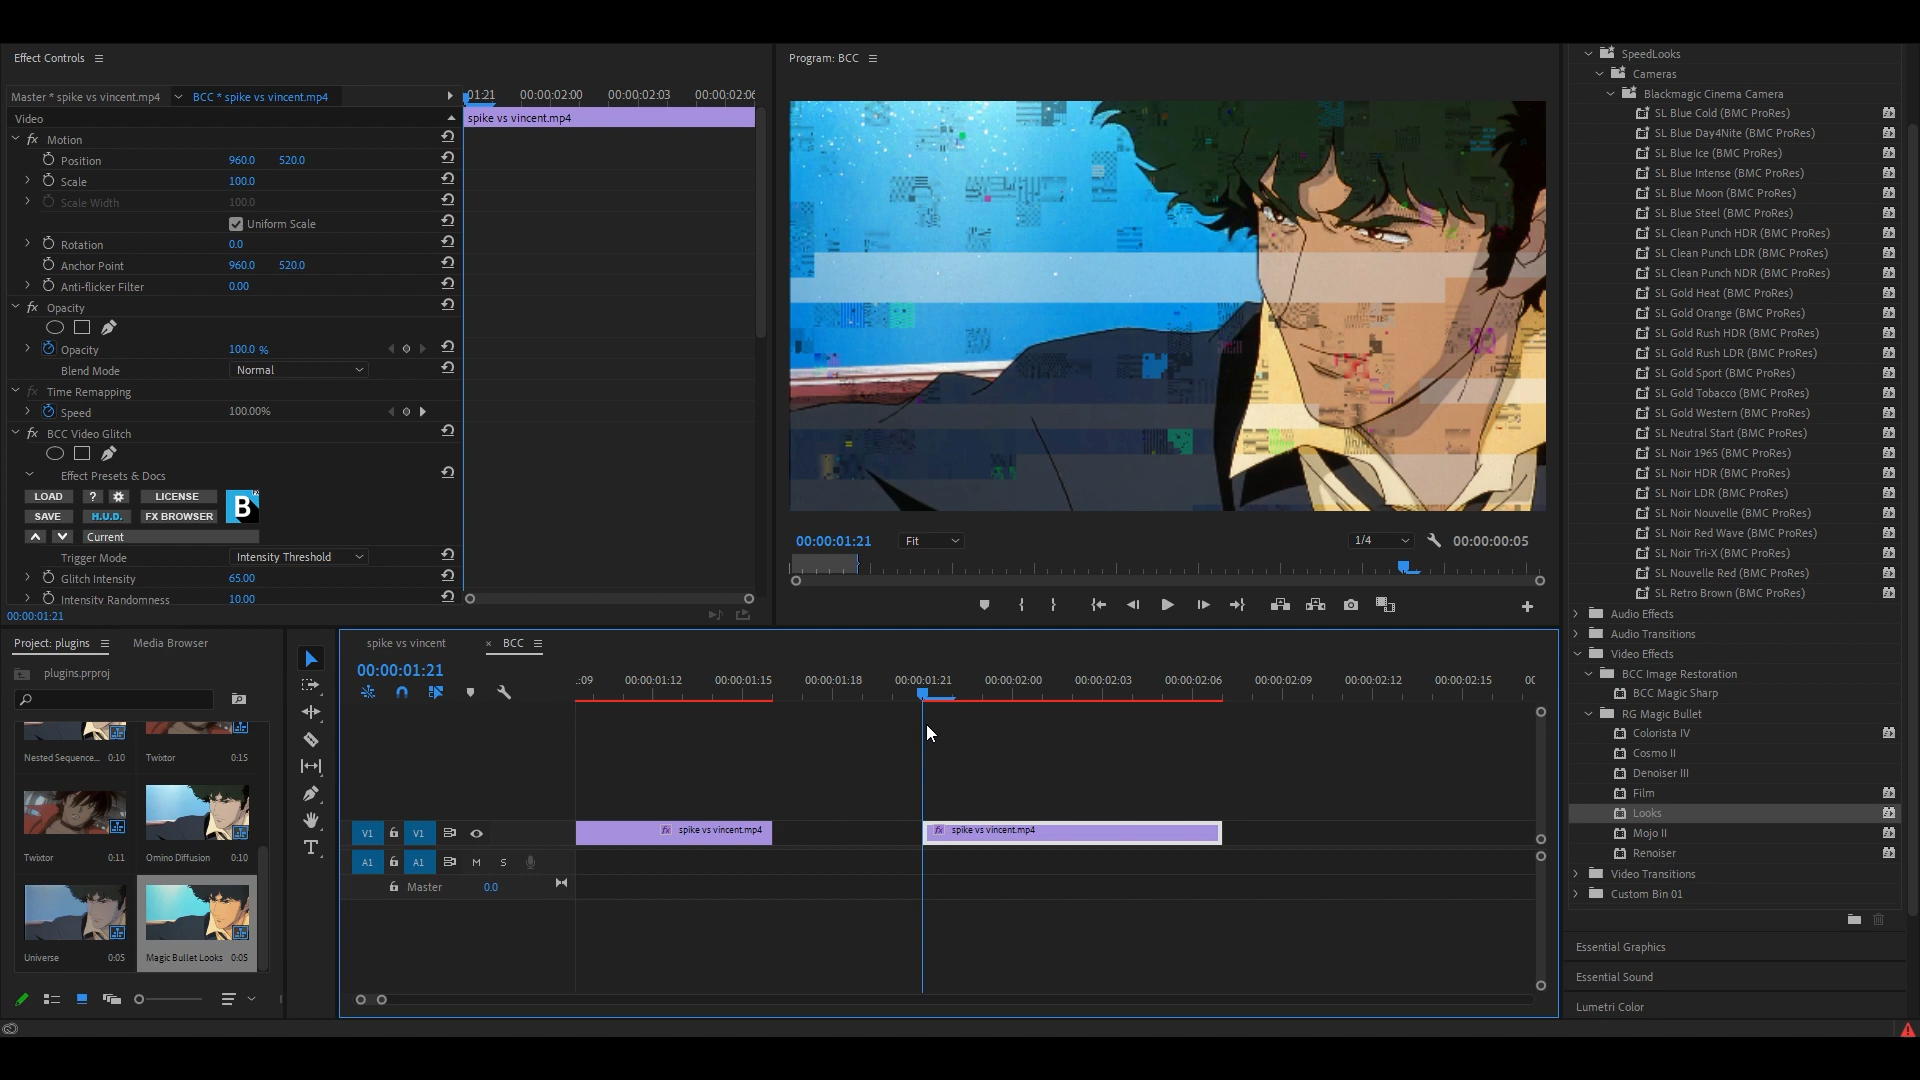 Effect Controls
Master * spike vs vincent.mp4
BCC * spike vs vincent.mp4
01:21
00:00:02:00
00:00:02:03
00:00:02:06
Video
spike vs vincent.mp4
fx Motion
Position 960.0 520.0
Scale 100.0
Scale Width 100.0
Uniform Scale
Rotation 0.0
Anchor Point 960.0 520.0
Anti-flicker Filter 0.00
fx Opacity
Opacity 100.0 %
Blend Mode Normal
fx Time Remapping
Speed 100.00%
fx BCC Video Glitch
Effect Presets & Docs
LOAD ? LICENSE
B
SAVE H.U.D. FX BROWSER
Current
Trigger Mode Intensity Threshold
Glitch Intensity 65.00
Intensity Randomness 10.00
00:00:01:21
Program: BCC
00:00:01:21
Fit
1/4
00:00:00:05
Project: plugins
Media Browser
plugins.prproj
Nested Sequence... 0:10
Twixtor 0:15
Twixtor 0:11
Omino Diffusion 0:10
Universe 0:05
Magic Bullet Looks 0:05
spike vs vincent
× BCC
00:00:01:21
:09
00:00:01:12
00:00:01:15
00:00:01:18
00:00:01:21
00:00:02:00
00:00:02:03
00:00:02:06
00:00:02:09
00:00:02:12
00:00:02:15
00
V1 V1
fx spike vs vincent.mp4
fx spike vs vincent.mp4
A1 A1 M S
Master 0.0
T
SpeedLooks
Cameras
Blackmagic Cinema Camera
SL Blue Cold (BMC ProRes)
SL Blue Day4Nite (BMC ProRes)
SL Blue Ice (BMC ProRes)
SL Blue Intense (BMC ProRes)
SL Blue Moon (BMC ProRes)
SL Blue Steel (BMC ProRes)
SL Clean Punch HDR (BMC ProRes)
SL Clean Punch LDR (BMC ProRes)
SL Clean Punch NDR (BMC ProRes)
SL Gold Heat (BMC ProRes)
SL Gold Orange (BMC ProRes)
SL Gold Rush HDR (BMC ProRes)
SL Gold Rush LDR (BMC ProRes)
SL Gold Sport (BMC ProRes)
SL Gold Tobacco (BMC ProRes)
SL Gold Western (BMC ProRes)
SL Neutral Start (BMC ProRes)
SL Noir 1965 (BMC ProRes)
SL Noir HDR (BMC ProRes)
SL Noir LDR (BMC ProRes)
SL Noir Nouvelle (BMC ProRes)
SL Noir Red Wave (BMC ProRes)
SL Noir Tri-X (BMC ProRes)
SL Nouvelle Red (BMC ProRes)
SL Retro Brown (BMC ProRes)
Audio Effects
Audio Transitions
Video Effects
BCC Image Restoration
BCC Magic Sharp
RG Magic Bullet
Colorista IV
Cosmo II
Denoiser III
Film
Looks
Mojo II
Renoiser
Video Transitions
Custom Bin 01
Essential Graphics
Essential Sound
Lumetri Color